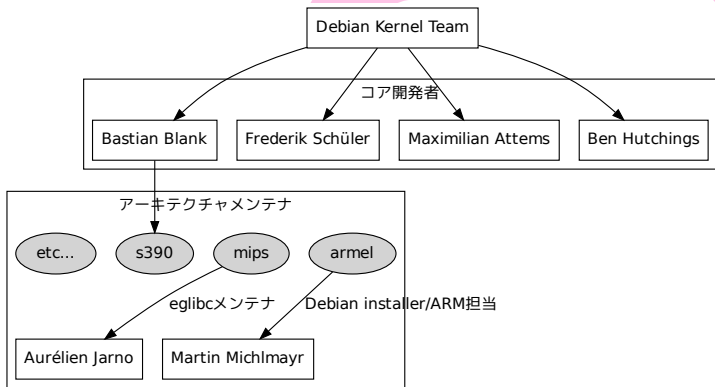 Debian Kernel Team
コア開発者
Bastian Blank
Frederik Schüler
Maximilian Attems
Ben Hutchings
アーキテクチャメンテナ
etc...
s390
mips
armel
eglibcメンテナ
Debian installer/ARM担当
Aurélien Jarno
Martin Michlmayr